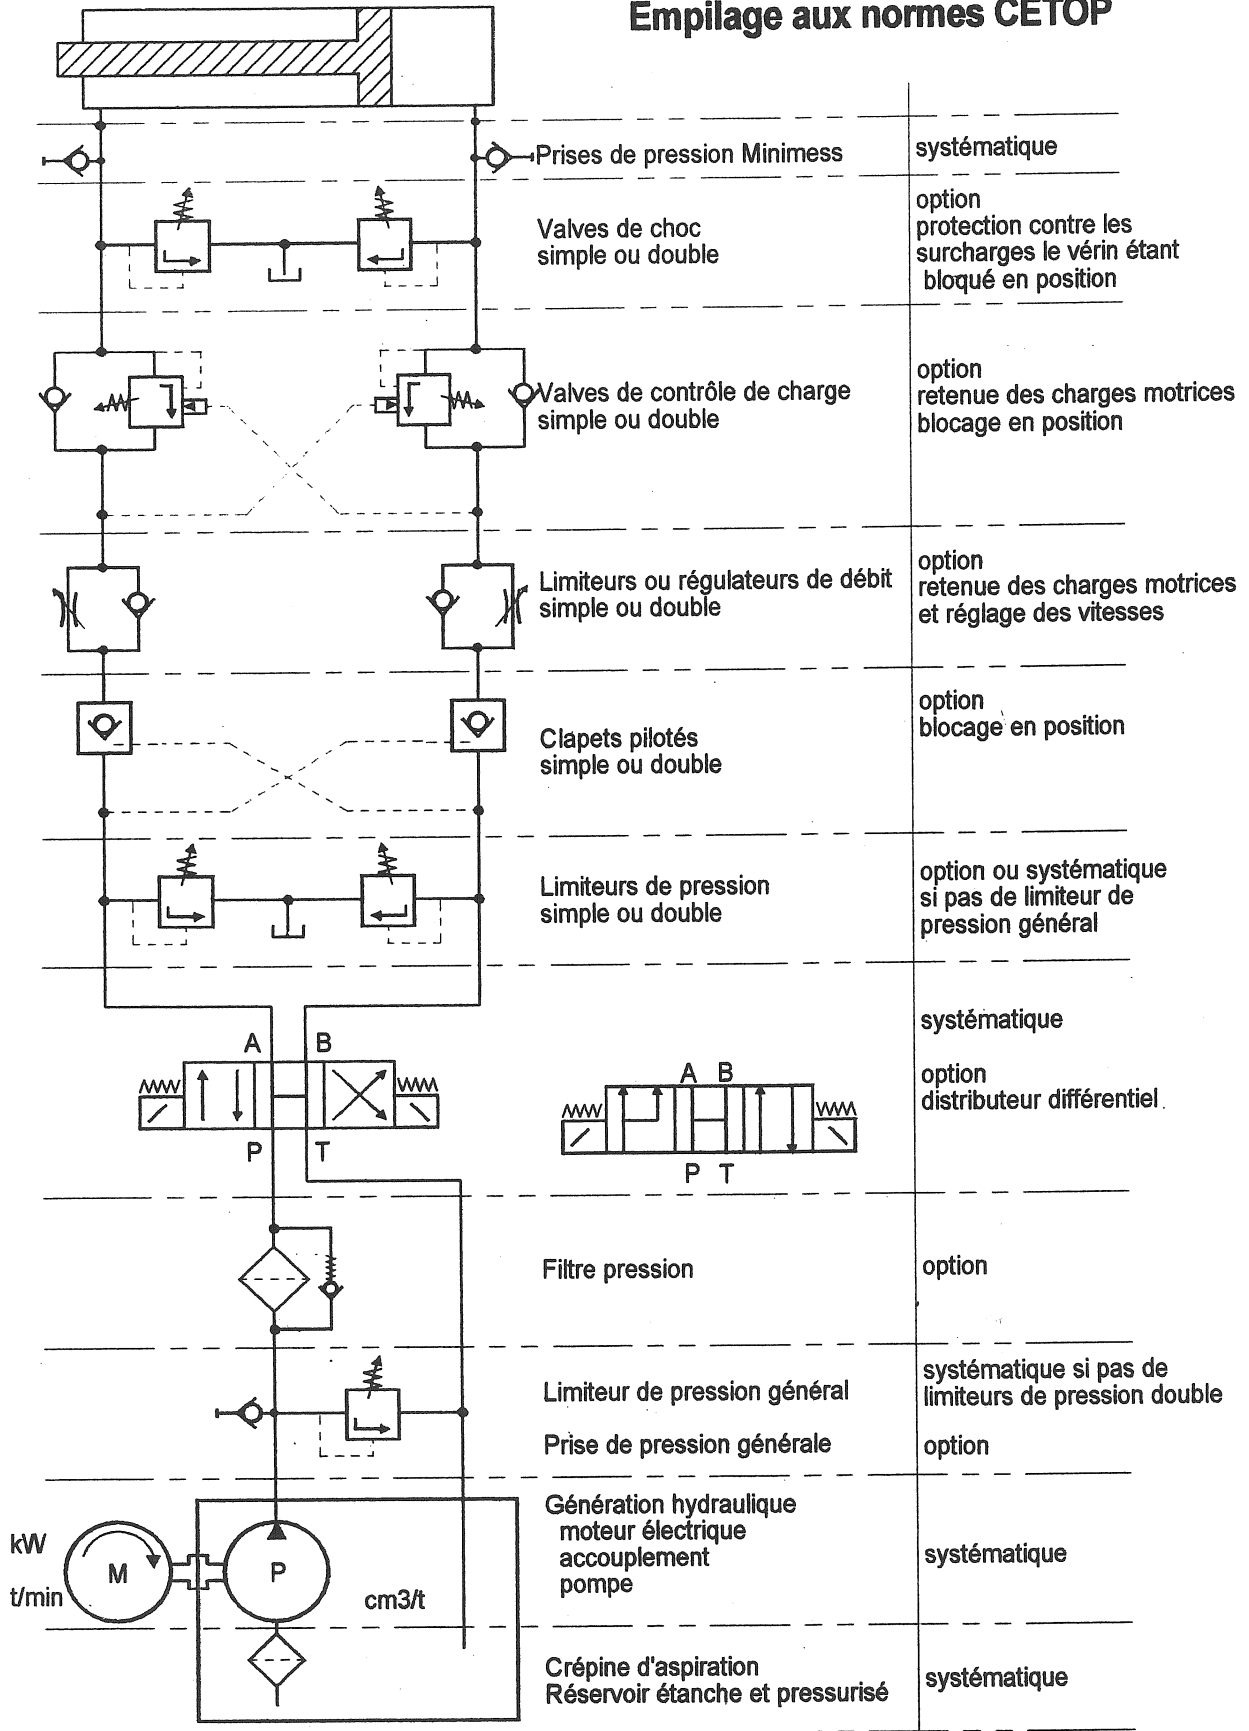 Empilage aux normes CETOP
Prises de pression Minimess
systématique
Valves de choc
simple ou double
option
protection contre les
surcharges le vérin étant
bloqué en position
Valves de contrôle de charge
simple ou double
option
retenue des charges motrices
blocage en position
Limiteurs ou régulateurs de débit
simple ou double
option
retenue des charges motrices
et réglage des vitesses
Clapets pilotés
simple ou double
option
blocage en position
Limiteurs de pression
simple ou double
option ou systématique
si pas de limiteur de
pression général
systématique
A B
P T
A B
P T
option
distributeur différentiel
Filtre pression
option
Limiteur de pression général
systématique si pas de
limiteurs de pression double
Prise de pression générale
option
Génération hydraulique
moteur électrique
accouplement
pompe
systématique
kW
t/min
M
P
cm3/t
Crépine d'aspiration
Réservoir étanche et pressurisé
systématique